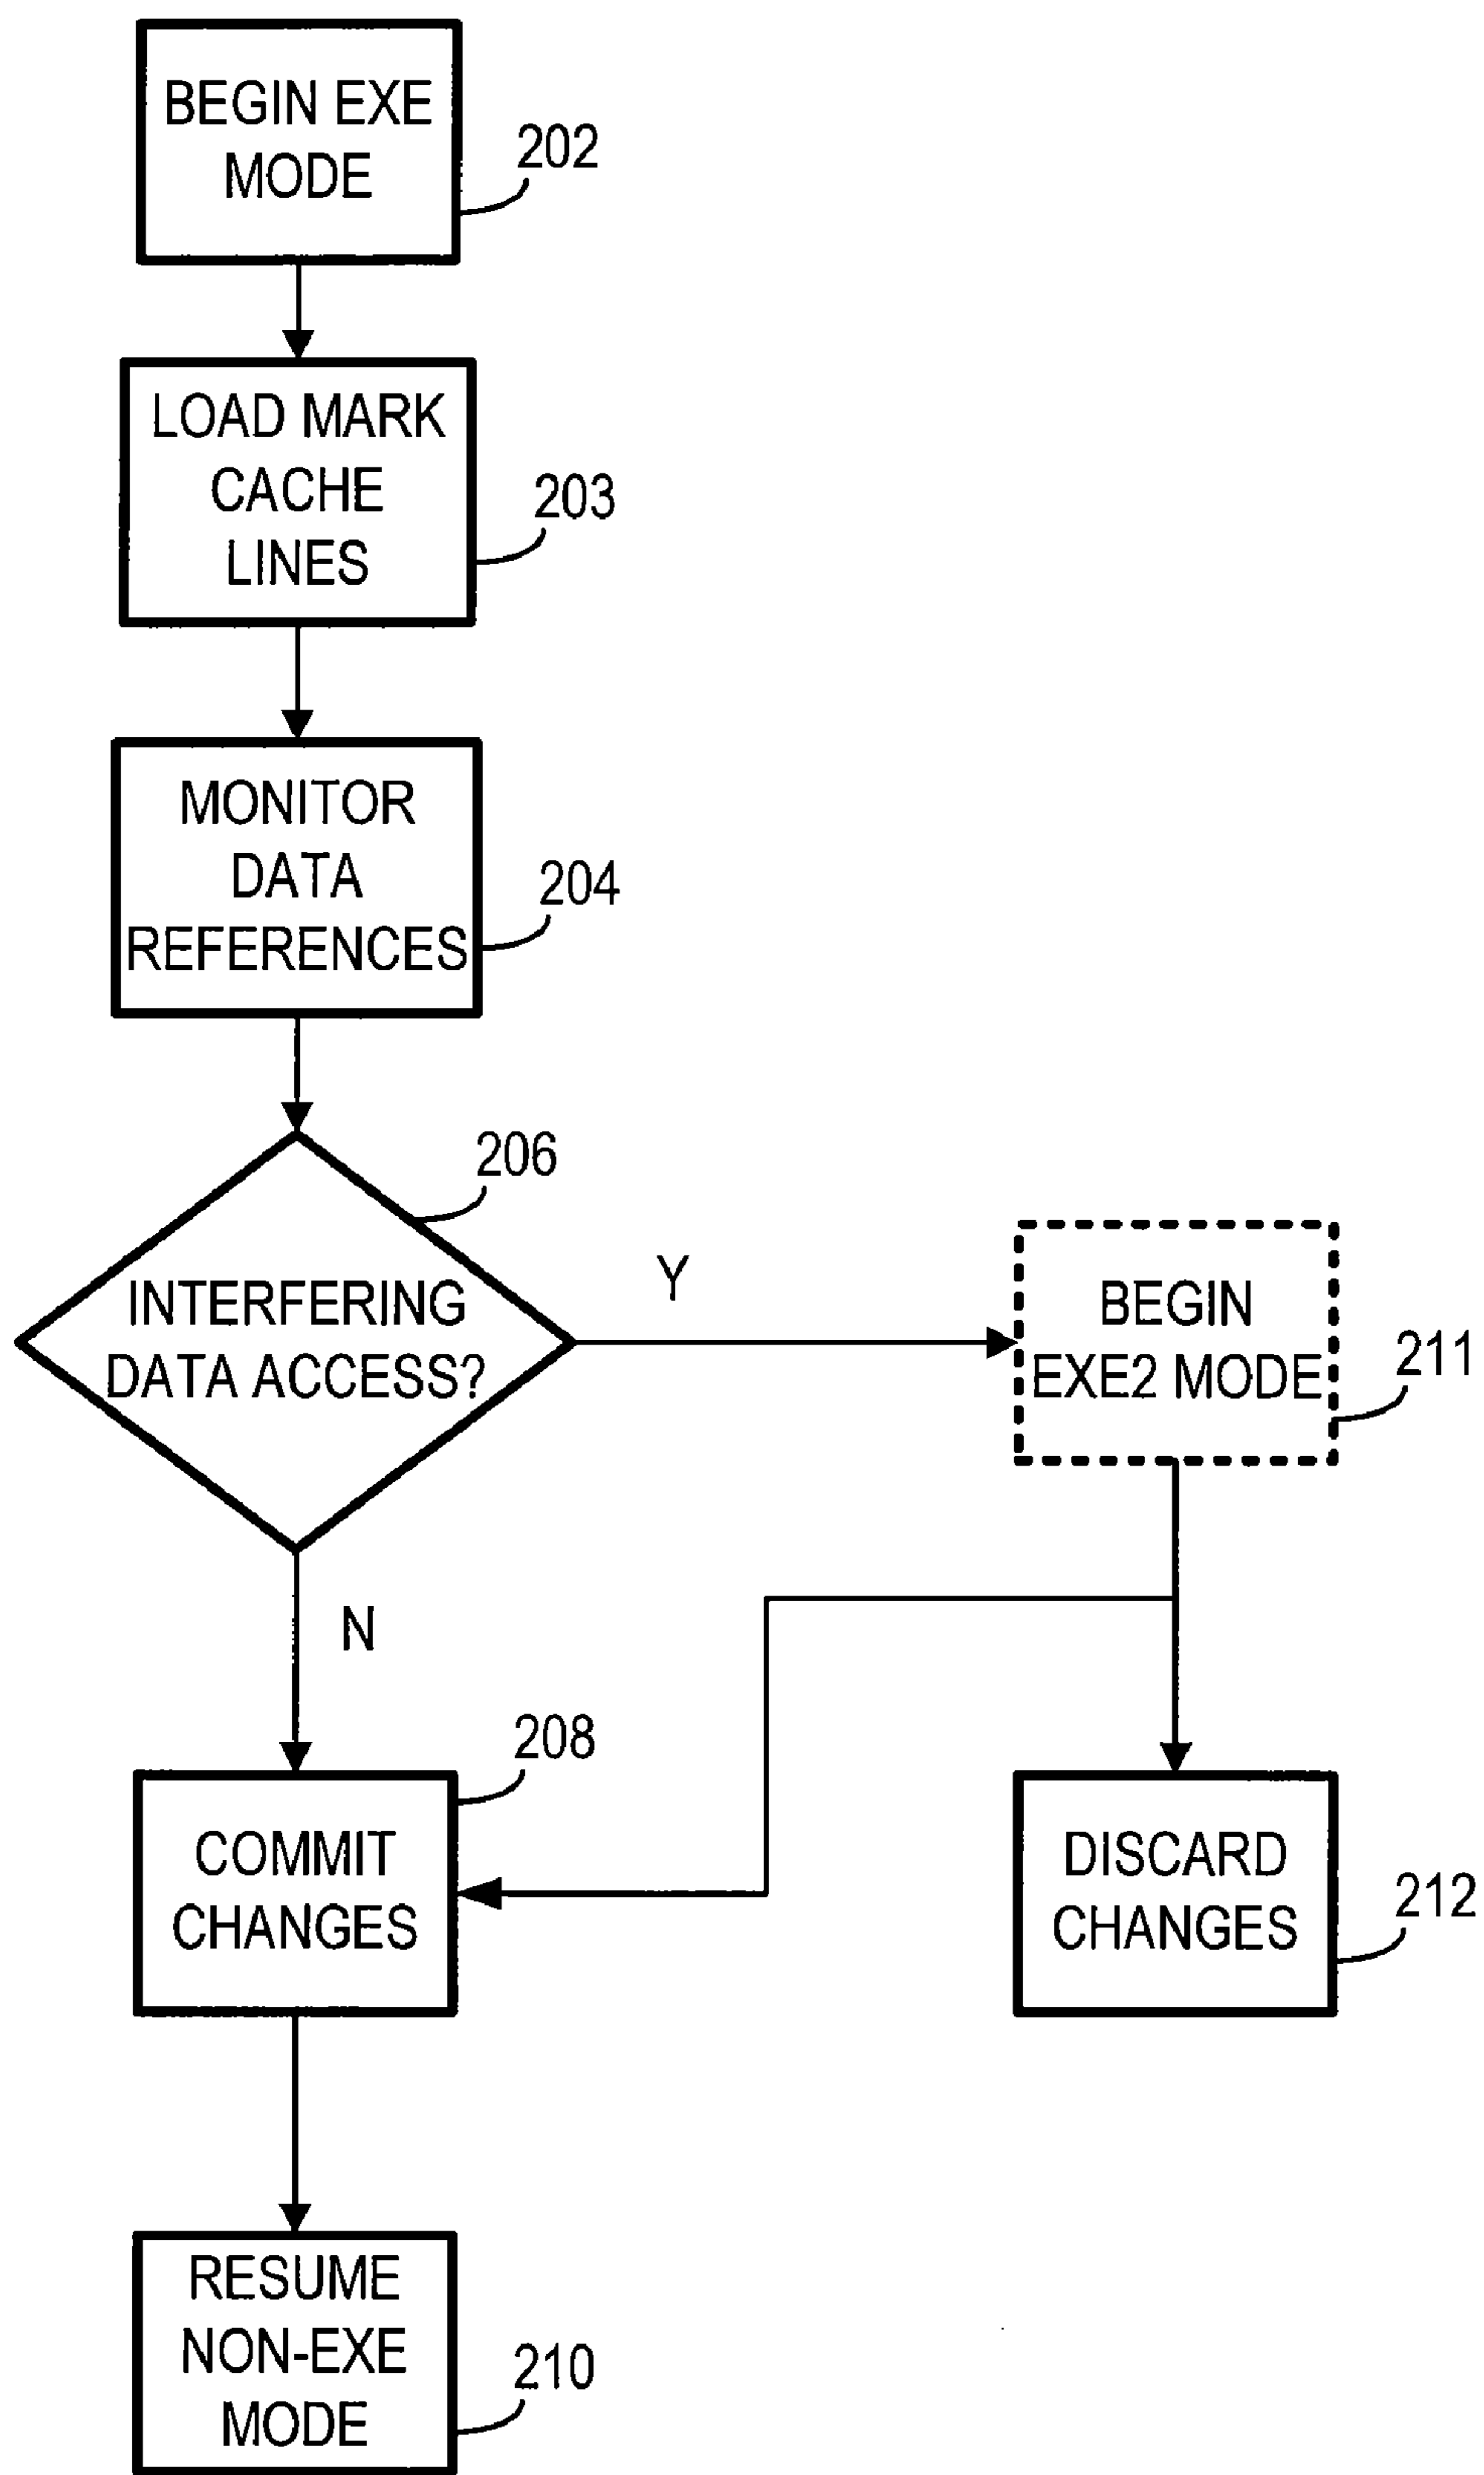 BEGIN EXE
MODE
202
LOAD MARK
CACHE
LINES
203
MONITOR
DATA
REFERENCES
204
206
INTERFERING
DATA ACCESS?
Y
BEGIN
EXE2 MODE
211
N
208
COMMIT
CHANGES
DISCARD
CHANGES
212
RESUME
NON-EXE
MODE
210